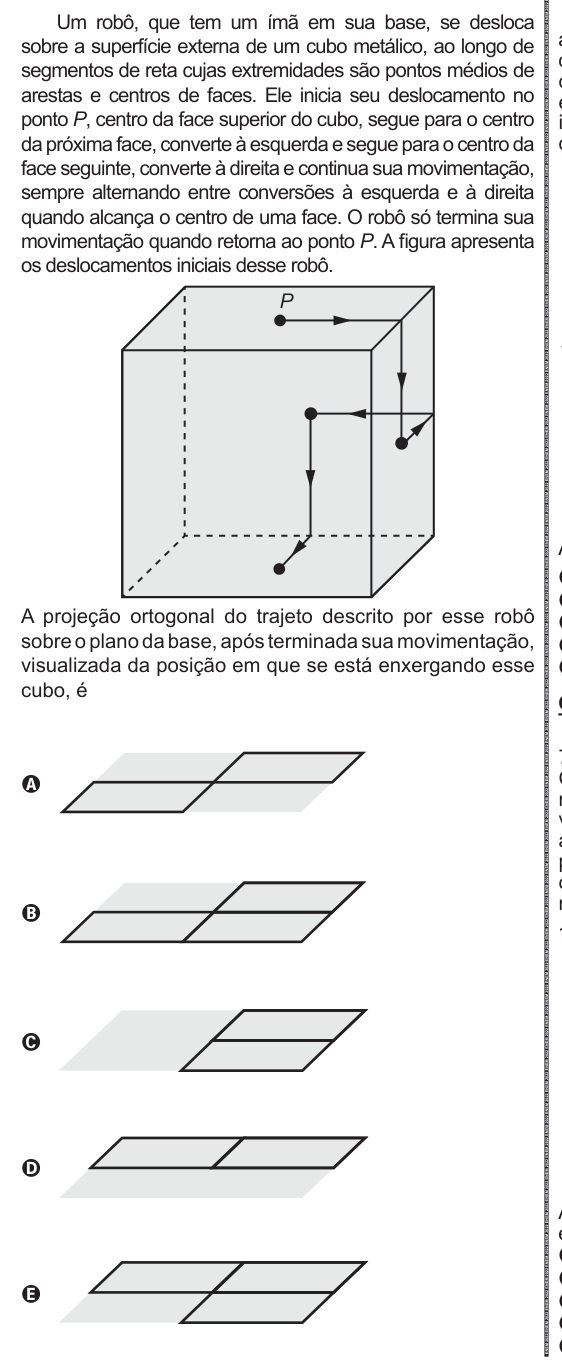 Um robô, que tem um ímã em sua base, se desloca
sobre a superfície externa de um cubo metálico, ao longo de
segmentos de reta cujas extremidades são pontos médios de
arestas e centros de faces. Ele inicia seu deslocamento no
ponto P, centro da face superior do cubo, segue para o centro
da próxima face, converte à esquerda e segue para o centro da
face seguinte, converte à direita e continua sua movimentação,
sempre alternando entre conversões à esquerda e à direita
quando alcança o centro de uma face. O robô só termina sua
movimentação quando retorna ao ponto P. A figura apresenta
os deslocamentos iniciais desse robô.
P
A projeção ortogonal do trajeto descrito por esse robô
sobre o plano da base, após terminada sua movimentação,
visualizada da posição em que se está enxergando esse
cubo, é
A
B
C
D
E